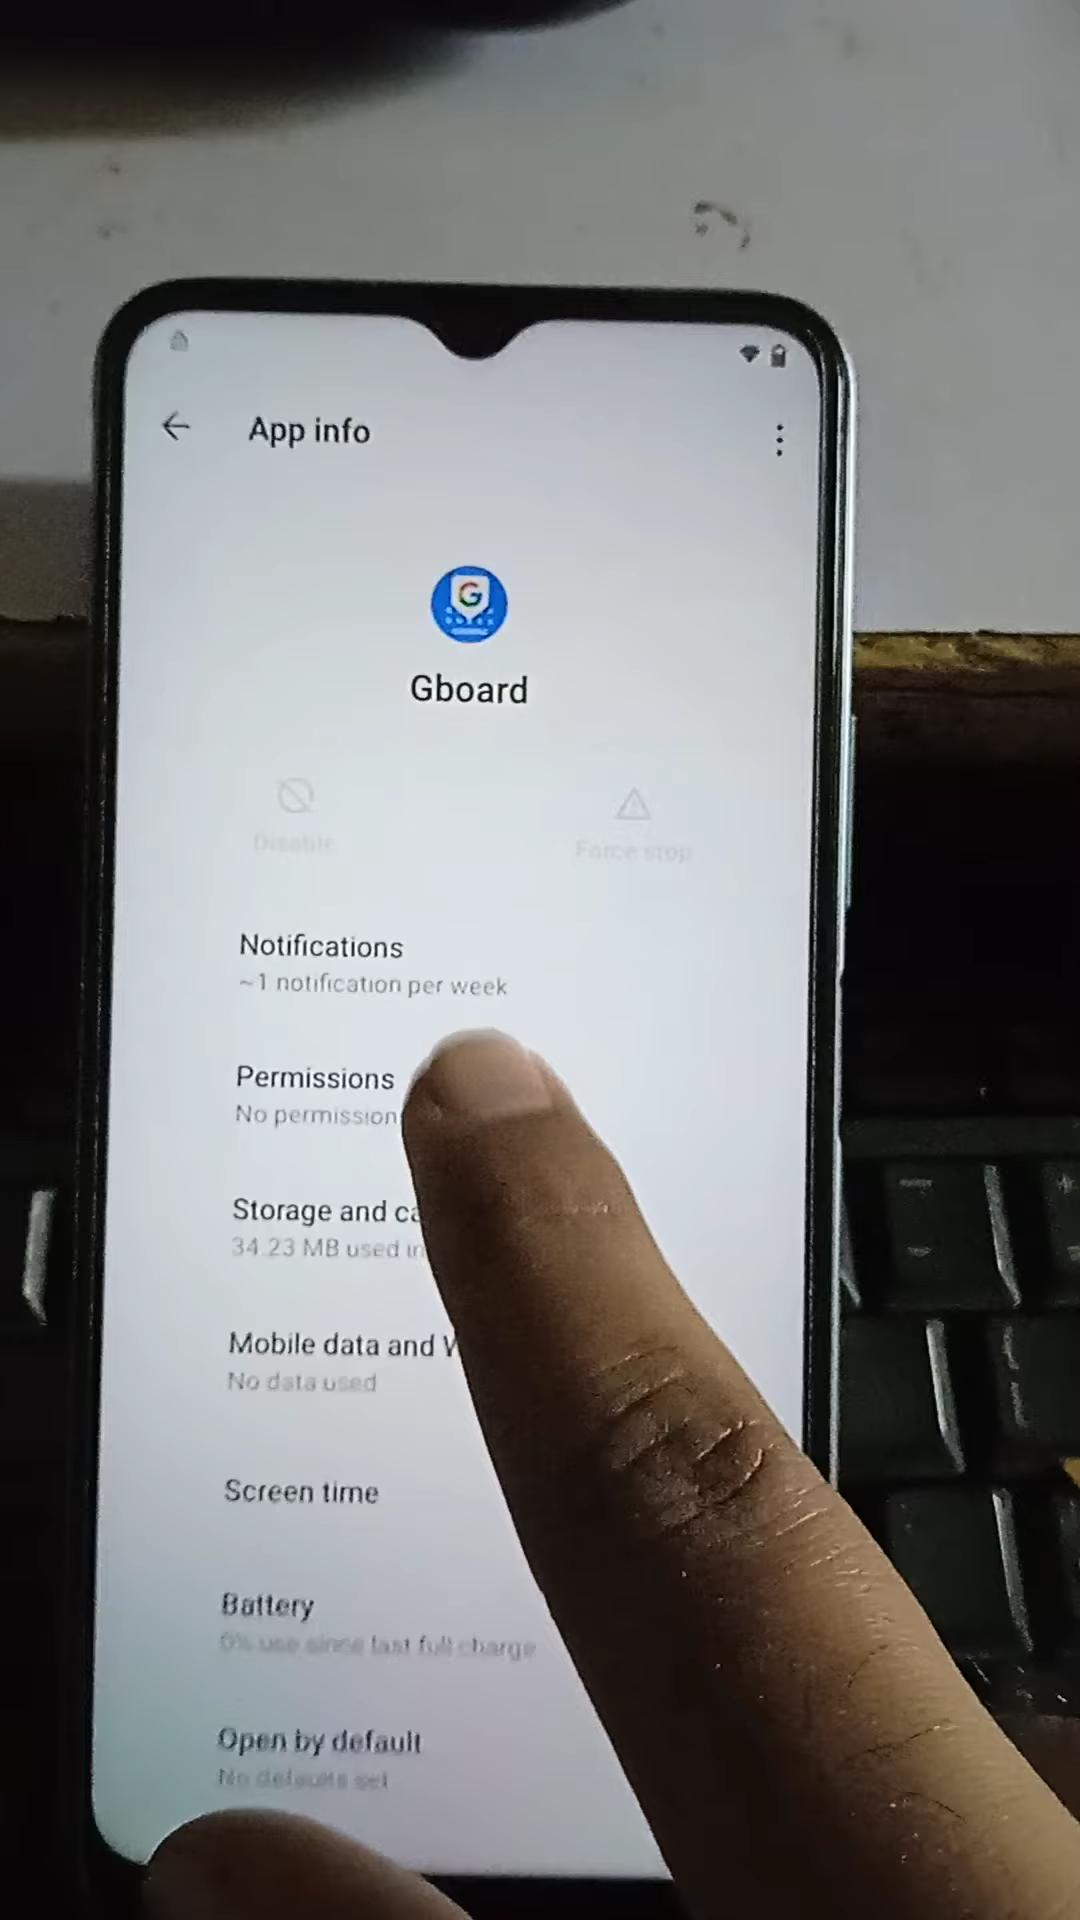 App info
G
Gboard
Disable
Force stop
Notifications
~1 notification per week
Permissions
No permission
Storage and ca
34.23 MB used in
Mobile data and
No data used
Screen time
Battery
0% use since last full charge
Open by default
No defaults set